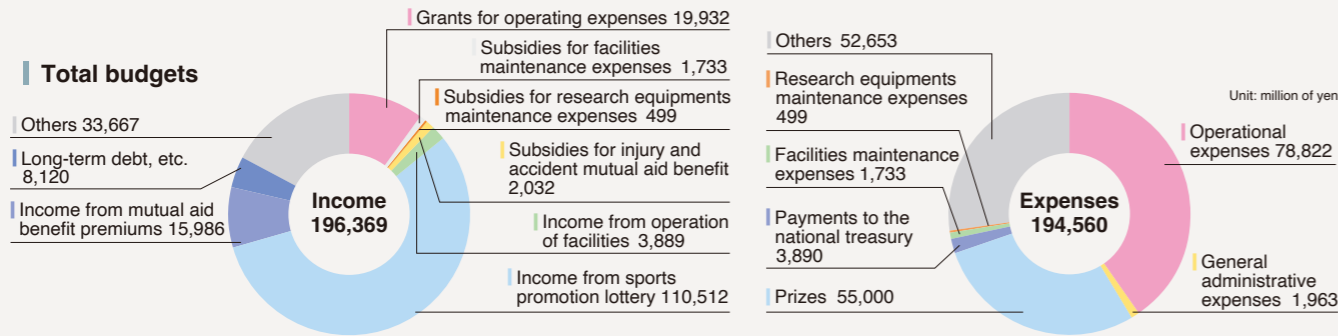 Total budgets
Grants for operating expenses 19,932
Subsidies for facilities
maintenance expenses 1,733
Subsidies for research equipments
maintenance expenses 499
Subsidies for injury and
accident mutual aid benefit
2,032
Income from operation
of facilities 3,889
Income from sports
promotion lottery 110,512
Others 33,667
Long-term debt, etc.
8,120
Income from mutual aid
benefit premiums 15,986
Income
196,369
Unit: million of yen
Others 52,653
Research equipments
maintenance expenses
499
Facilities maintenance
expenses 1,733
Payments to the
national treasury
3,890
Prizes 55,000
Expenses
194,560
Operational
expenses 78,822
General
administrative
expenses 1,963